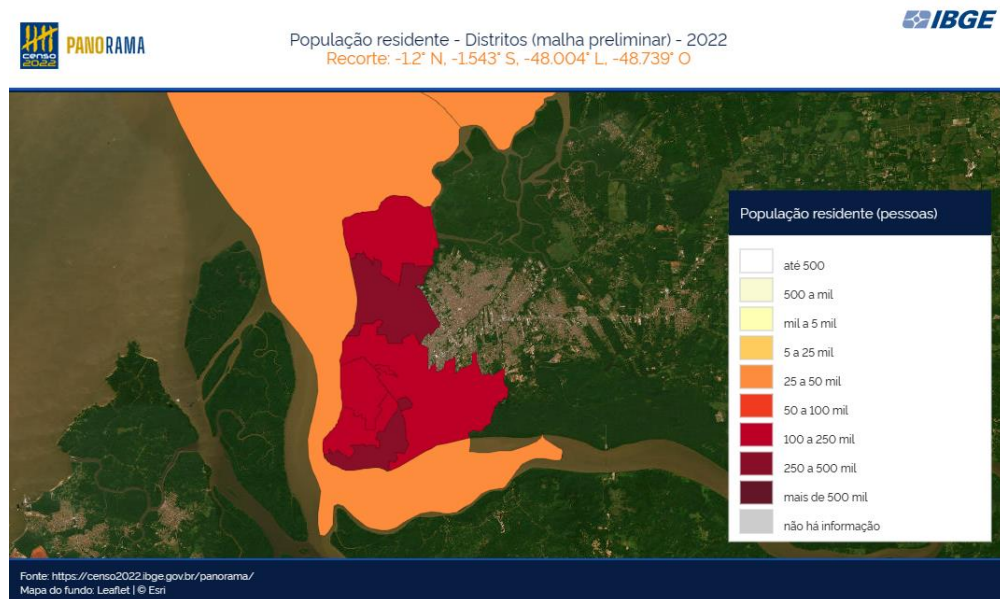 censo
2022
PANORAMA
IBGE
População residente - Distritos (malha preliminar) - 2022
Recorte: -1.2° N, -1.543° S, -48.004° L, -48.739° O
População residente (pessoas)
até 500
500 a mil
mil a 5 mil
5 a 25 mil
25 a 50 mil
50 a 100 mil
100 a 250 mil
250 a 500 mil
mais de 500 mil
não há informação
Fonte: https://censo2022.ibge.gov.br/panorama/
Mapa do fundo: Leaflet | © Esri